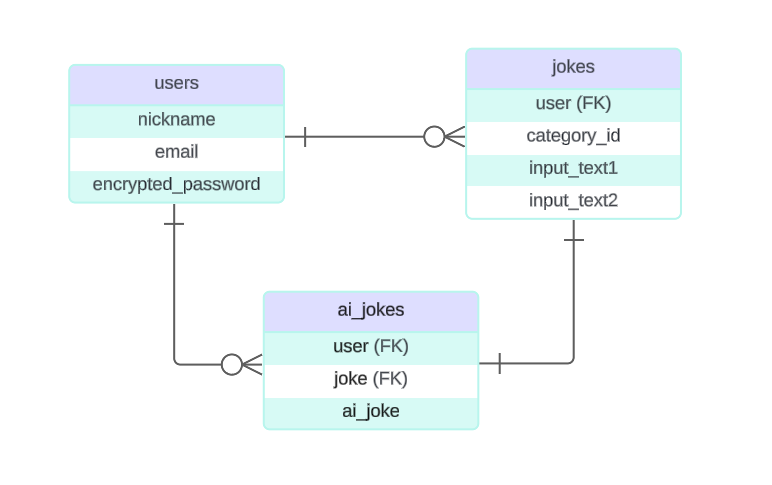 users
nickname
email
encrypted_password
jokes
user (FK)
category_id
input_text1
input_text2
ai_jokes
user (FK)
joke (FK)
ai_joke